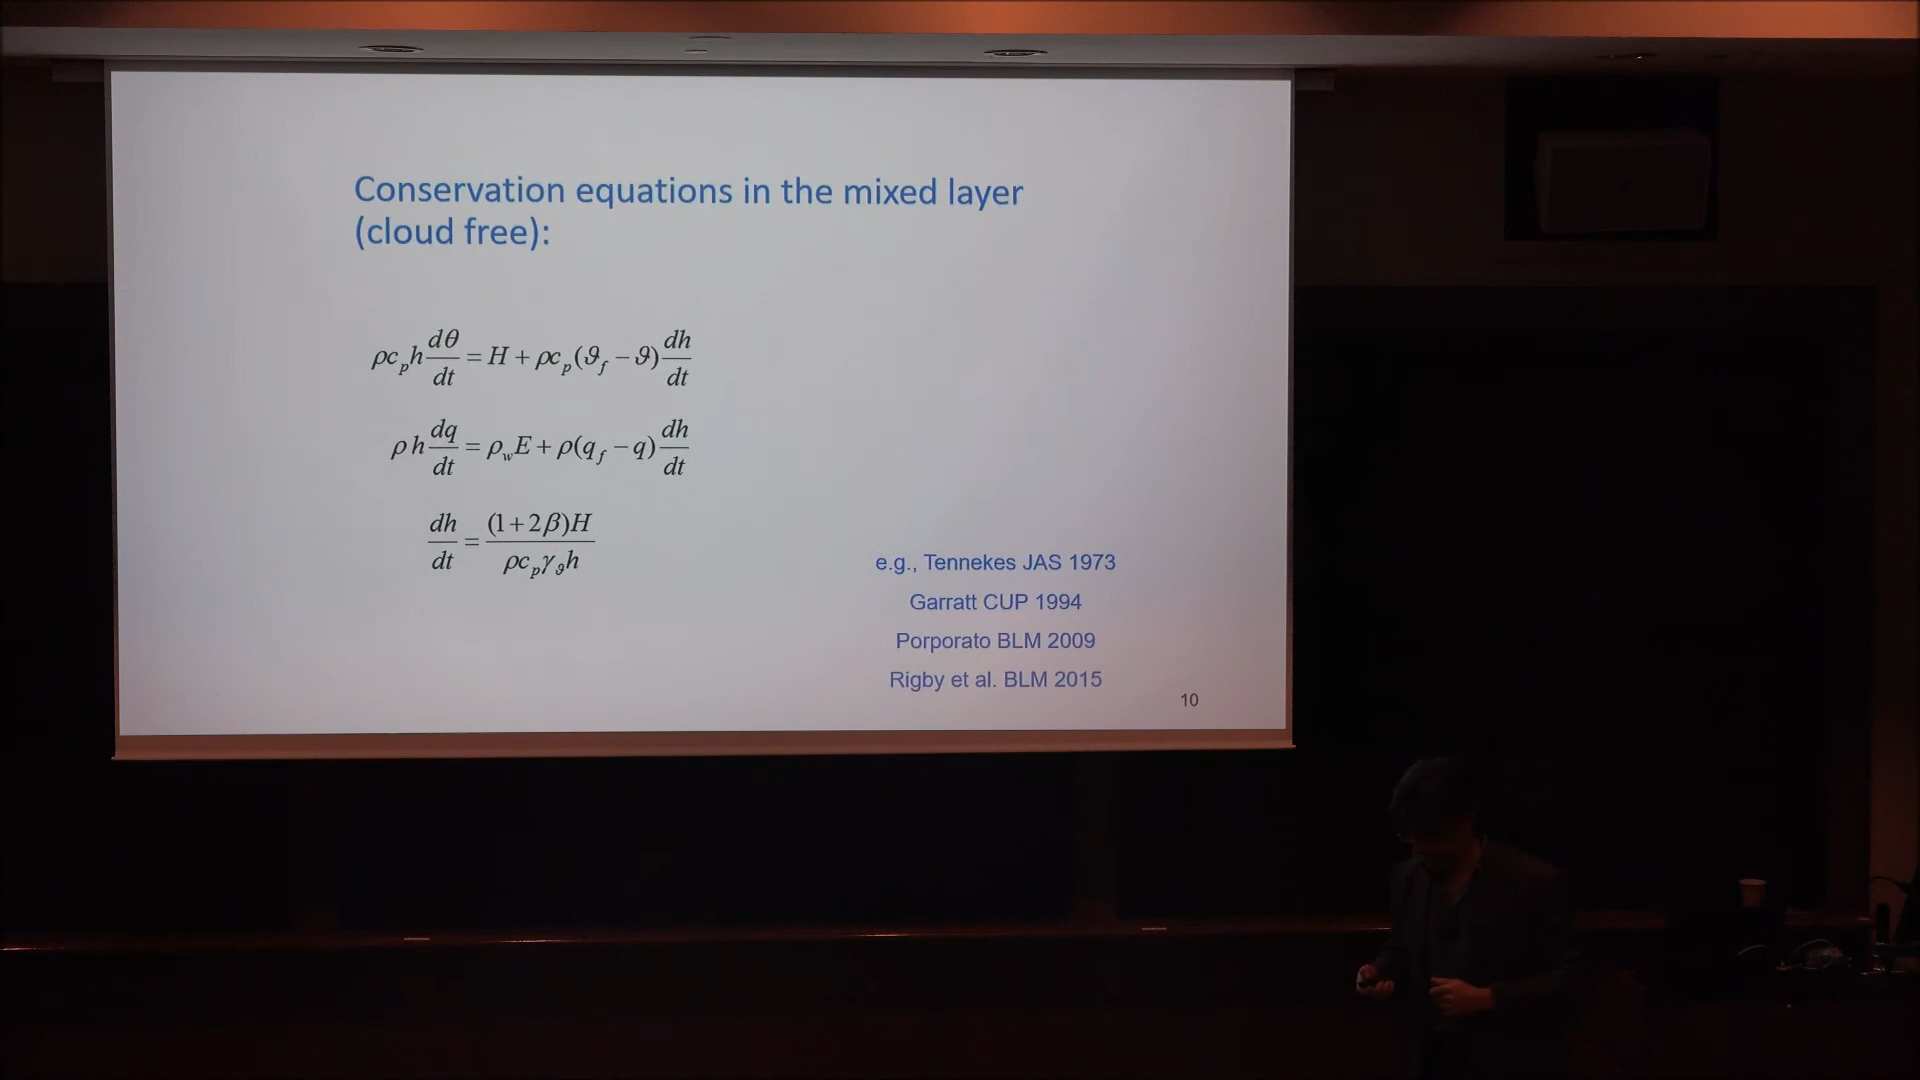 Conservation equations in the mixed layer
(cloud free):
ρc_p h dθ/dt = H + ρc_p(ϑ_f − ϑ) dh/dt
ρ h dq/dt = ρ_w E + ρ(q_f − q) dh/dt
dh/dt = (1+2β)H / ρc_p γ_ϑ h
e.g., Tennekes JAS 1973
Garratt CUP 1994
Porporato BLM 2009
Rigby et al. BLM 2015
10